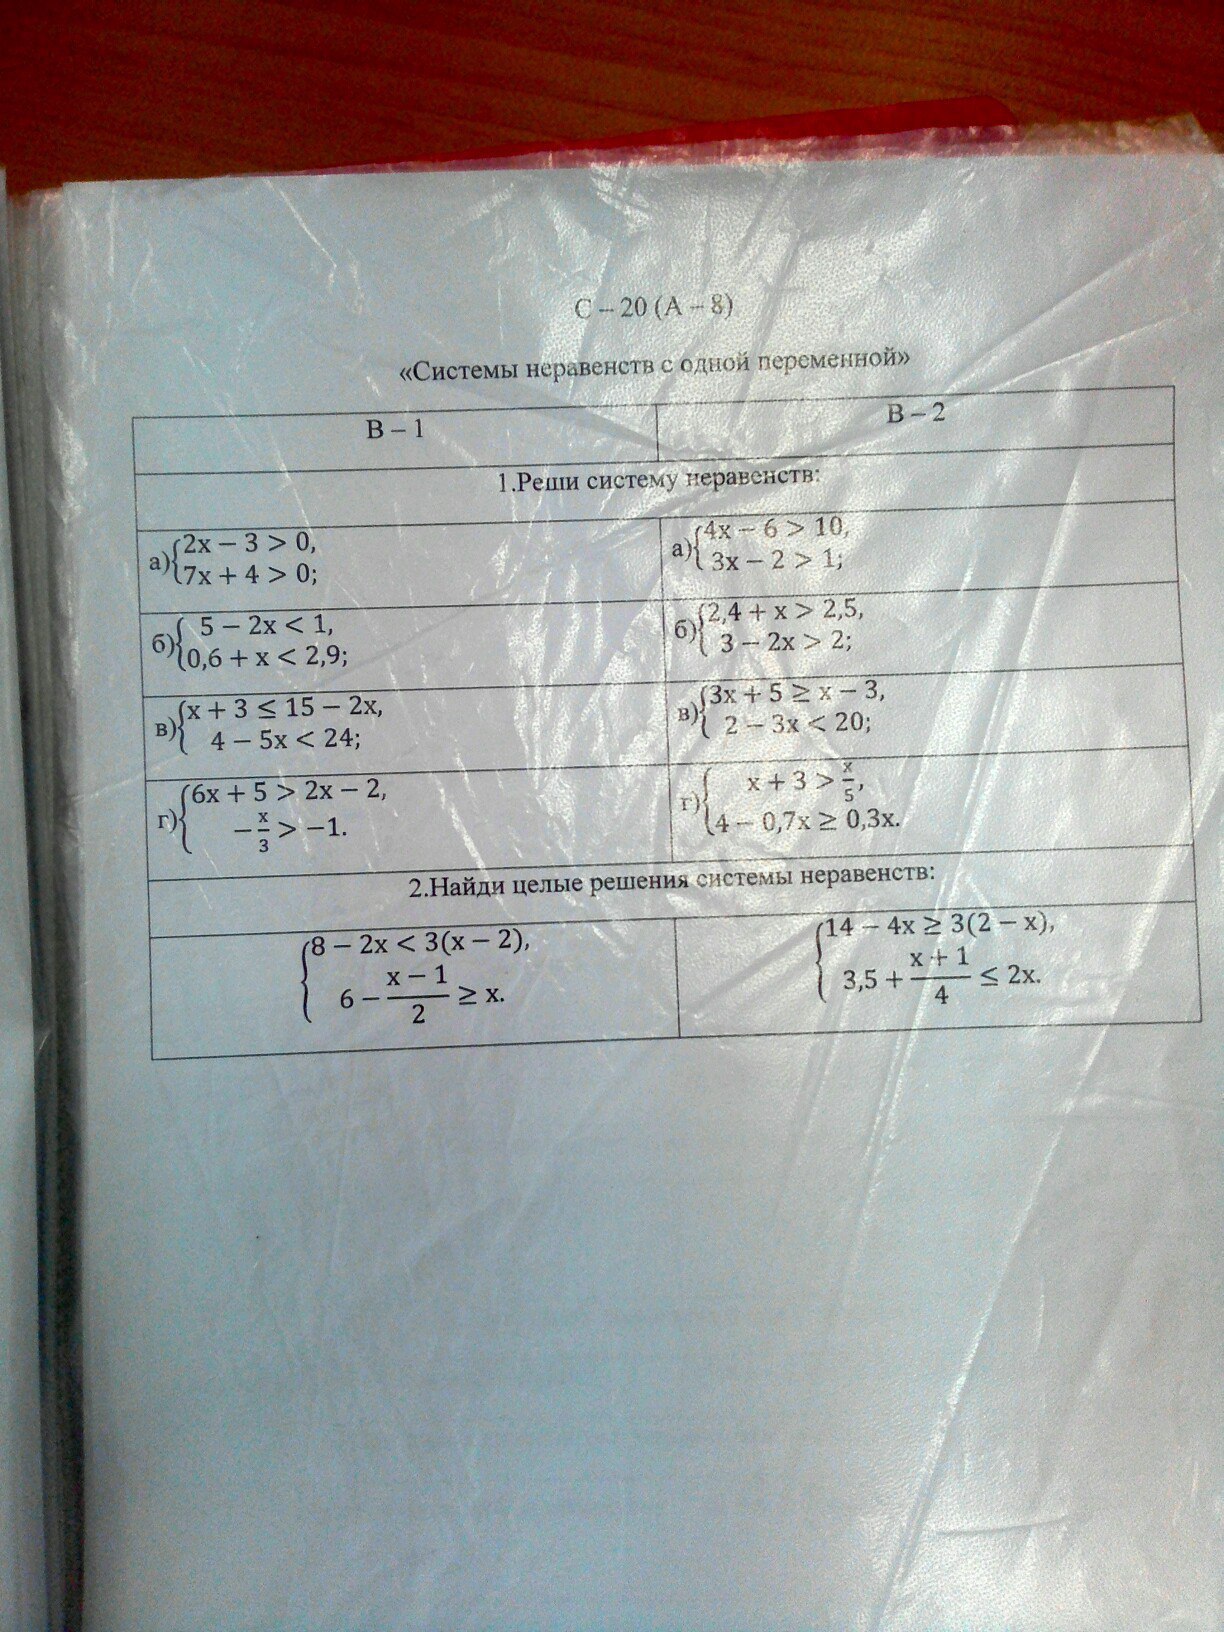 С – 20 (А – 8)
«Системы неравенств с одной переменной»
В – 1
В – 2
1.Реши систему неравенств:
а){2x − 3 > 0,
7x + 4 > 0;
а){4x − 6 > 10,
3x − 2 > 1;
б){5 − 2x < 1,
0,6 + x < 2,9;
б){2,4 + x > 2,5,
3 − 2x > 2;
в){x + 3 ≤ 15 − 2x,
4 − 5x < 24;
в){3x + 5 ≥ x − 3,
2 − 3x < 20;
г){6x + 5 > 2x − 2,
−x/3 > −1.
г){x + 3 > x/5,
4 − 0,7x ≥ 0,3x.
2.Найди целые решения системы неравенств:
{8 − 2x < 3(x − 2),
6 − (x − 1)/2 ≥ x.
{14 − 4x ≥ 3(2 − x),
3,5 + (x + 1)/4 ≤ 2x.